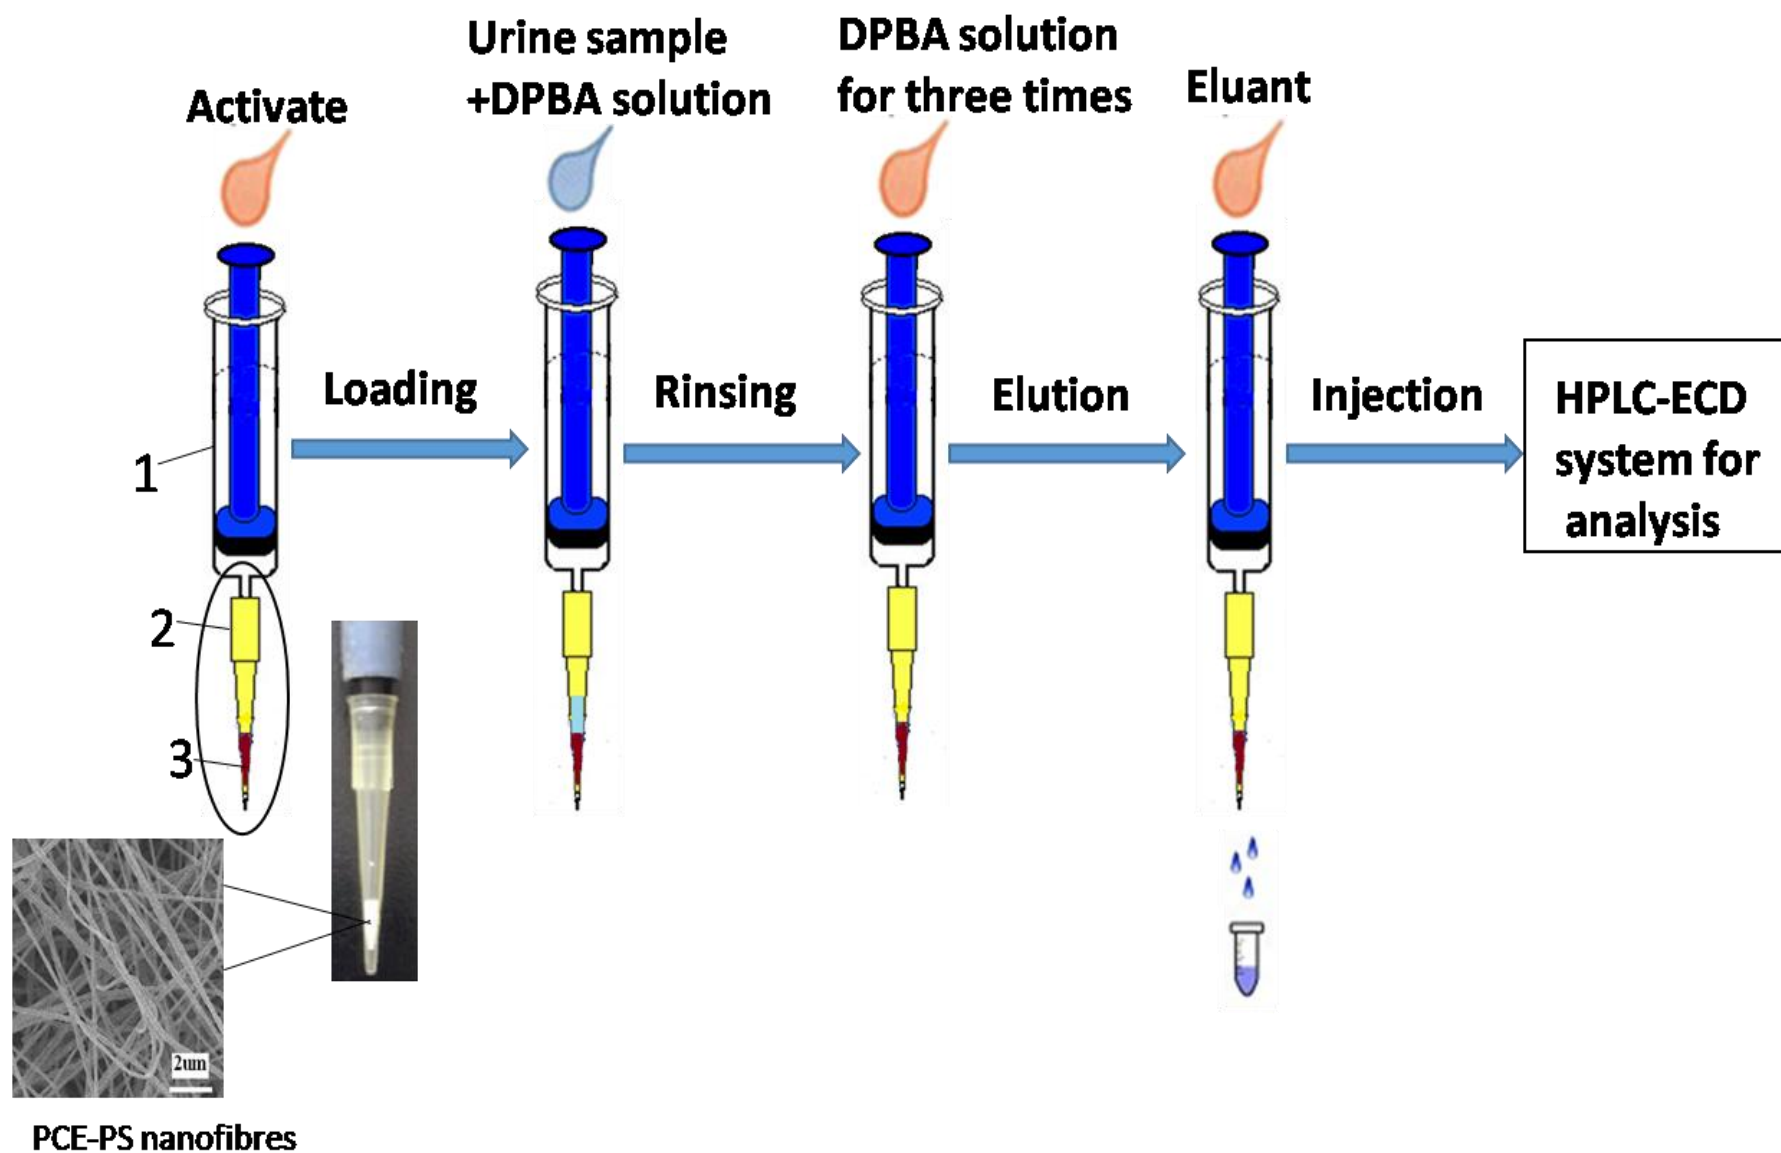 Activate
Urine sample
+DPBA solution
DPBA solution
for three times
Eluant
Loading
Rinsing
Elution
Injection
HPLC-ECD
system for
analysis
1
2
3
2um
PCE-PS nanofibres